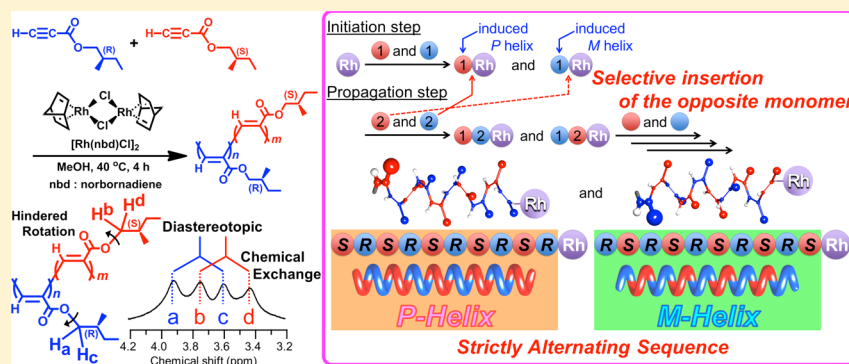 H
O
O
(R)
+
H
O
O
(S)
Cl
Rh
Rh
Cl
[Rh(nbd)Cl]2
MeOH, 40 °C, 4 h
nbd : norbornadiene
(S)
H
O
O
n
m
H
O
O
(R)
Hindered
Rotation
Hb
Hd
(S)
H
O
O
n
m
H
O
O
(R)
Ha
Hc
Diastereotopic
Chemical
Exchange
a b c d
4.2 4.0 3.8 3.6 3.4 3.2
Chemical shift (ppm)
Initiation step
induced
P helix
induced
M helix
Rh
1 and 1
1 Rh and 1 Rh
Selective insertion
of the opposite monomer
Propagation step
2 and 2
1 2 Rh and 1 2 Rh
and
Rh
and
Rh
S R S R S R S R S R Rh
R S R S R S R S R S Rh
P-Helix
M-Helix
Strictly Alternating Sequence